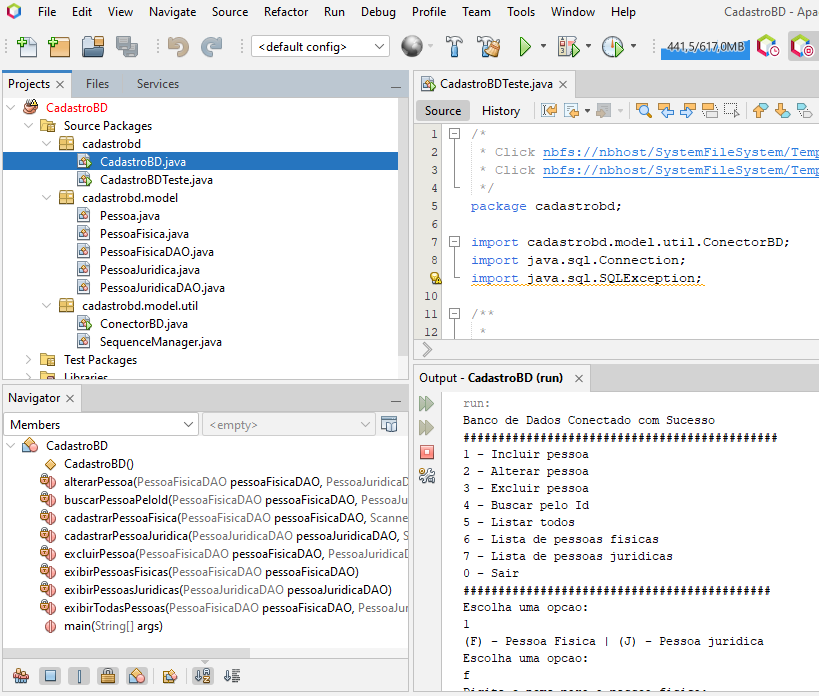 File Edit View Navigate Source Refactor Run Debug Profile Team Tools Window Help CadastroBD - Apa
<default config> 441,5/617,0MB
Projects Files Services
CadastroBD
Source Packages
cadastrobd
CadastroBD.java
CadastroBDTeste.java
cadastrobd.model
Pessoa.java
PessoaFisica.java
PessoaFisicaDAO.java
PessoaJuridica.java
PessoaJuridicaDAO.java
cadastrobd.model.util
ConectorBD.java
SequenceManager.java
Test Packages
Libraries
Navigator
Members <empty>
CadastroBD
CadastroBD()
alterarPessoa(PessoaFisicaDAO pessoaFisicaDAO, PessoaJuridicaD
buscarPessoaPeloId(PessoaFisicaDAO pessoaFisicaDAO, PessoaJu
cadastrarPessoaFisica(PessoaFisicaDAO pessoaFisicaDAO, Scanne
cadastrarPessoaJuridica(PessoaJuridicaDAO pessoaJuridicaDAO, S
excluirPessoa(PessoaFisicaDAO pessoaFisicaDAO, PessoaJuridicaD
exibirPessoasFisicas(PessoaFisicaDAO pessoaFisicaDAO)
exibirPessoasJuridicas(PessoaJuridicaDAO pessoaJuridicaDAO)
exibirTodasPessoas(PessoaFisicaDAO pessoaFisicaDAO, PessoaJur
main(String[] args)
CadastroBDTeste.java
Source History
1 /*
2 * Click nbfs://nbhost/SystemFileSystem/Temp
3 * Click nbfs://nbhost/SystemFileSystem/Temp
4 */
5 package cadastrobd;
6
7 import cadastrobd.model.util.ConectorBD;
8 import java.sql.Connection;
import java.sql.SQLException;
10
11 /**
12 *
Output - CadastroBD (run)
run:
Banco de Dados Conectado com Sucesso
#############################################
1 - Incluir pessoa
2 - Alterar pessoa
3 - Excluir pessoa
4 - Buscar pelo Id
5 - Listar todos
6 - Lista de pessoas fisicas
7 - Lista de pessoas juridicas
0 - Sair
############################################
Escolha uma opcao:
1
(F) - Pessoa Fisica | (J) - Pessoa juridica
Escolha uma opcao:
f
Digite o nome para a pessoa fisica: